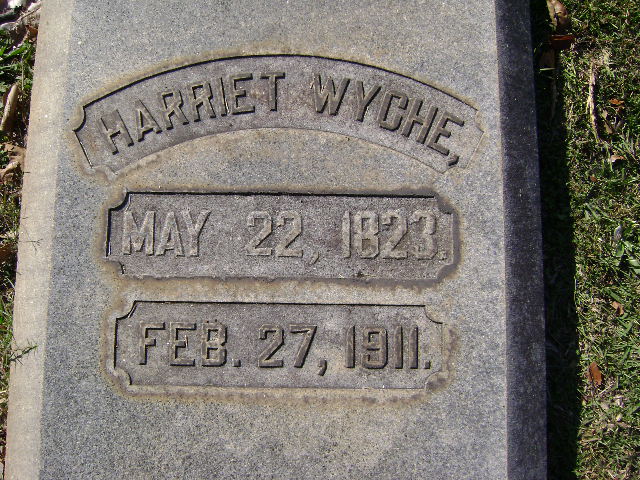 HARRIET WYCHE,
MAY 22, 1823.
FEB. 27, 1911.